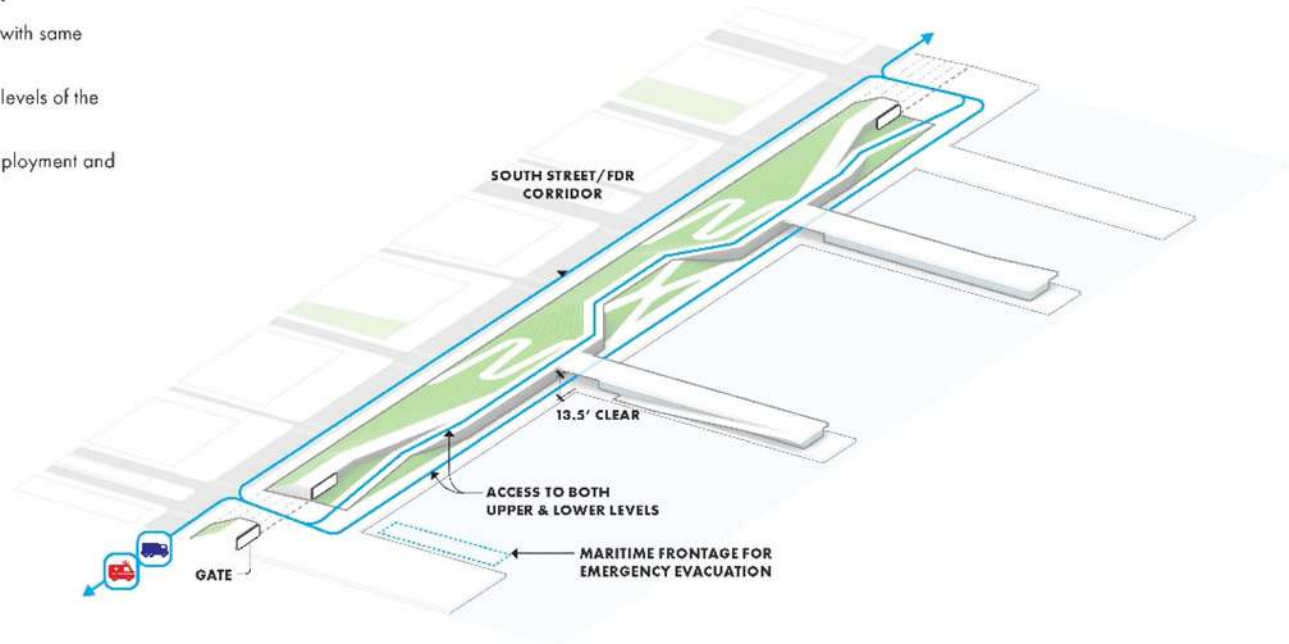 with same
levels of the
ployment and
SOUTH STREET/FDR
CORRIDOR
13.5' CLEAR
ACCESS TO BOTH
UPPER & LOWER LEVELS
MARITIME FRONTAGE FOR
EMERGENCY EVACUATION
GATE